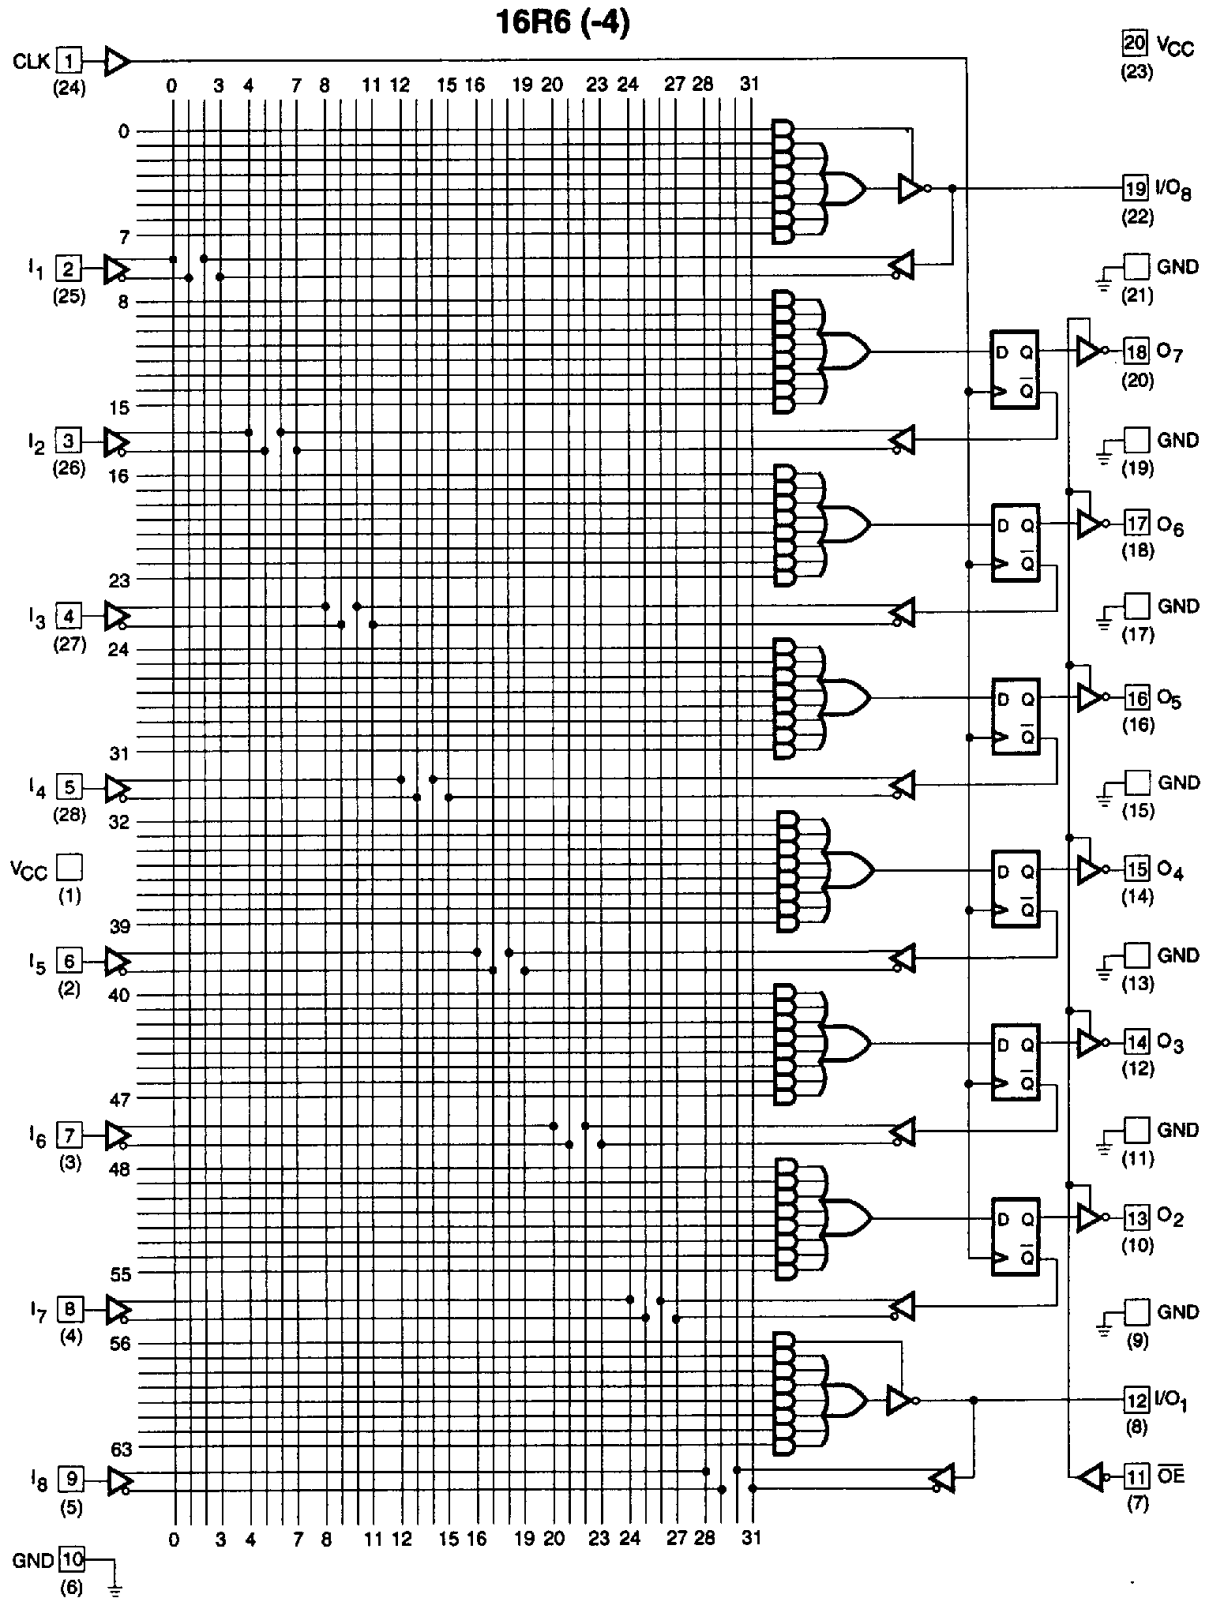 16R6 (-4)
CLK 1
(24)
20 VCC
(23)
0 3 4 7 8 11 12 15 16 19 20 23 24 27 28 31
0
19 I/O8
(22)
7
I1 2
(25)
GND
(21)
8
D Q
18 O7
(20)
Q̅
15
I2 3
(26)
GND
(19)
16
D Q
17 O6
(18)
Q̅
23
I3 4
(27)
GND
(17)
24
D Q
16 O5
(16)
Q̅
31
I4 5
(28)
GND
(15)
32
VCC
(1)
D Q
15 O4
(14)
Q̅
39
I5 6
(2)
GND
(13)
40
D Q
14 O3
(12)
Q̅
47
I6 7
(3)
GND
(11)
48
D Q
13 O2
(10)
Q̅
55
I7 8
(4)
GND
(9)
56
12 I/O1
(8)
63
I8 9
(5)
11 O̅E̅
(7)
0 3 4 7 8 11 12 15 16 19 20 23 24 27 28 31
GND 10
(6)